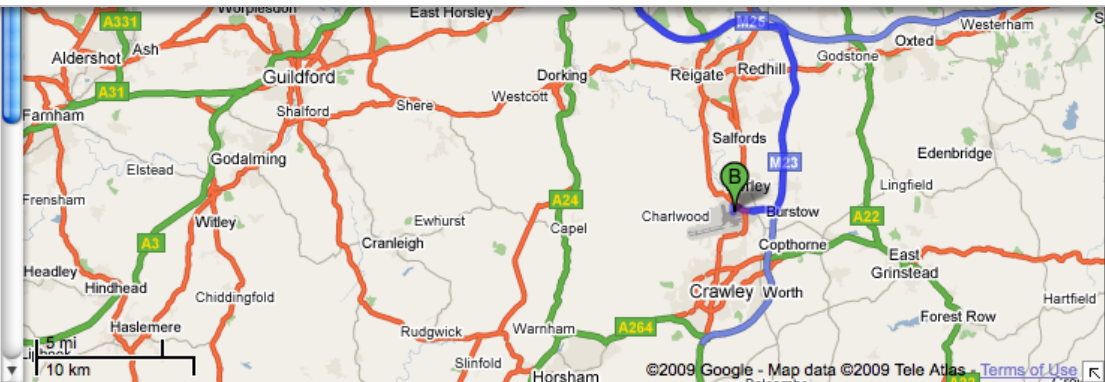 Worplesdon
East Horsley
A331
M25
Westerham
Aldershot
Ash
Oxted
Godstone
Guildford
Dorking
Reigate
Redhill
A31
Westcott
Shere
Farnham
Shalford
Salfords
Godalming
M23
Edenbridge
Elstead
B
Lingfield
Frensham
A24
Charlwood
Burstow
A22
Witley
Ewhurst
Capel
A3
Cranleigh
Copthorne
East
Grinstead
Headley
Hindhead
Crawley
Worth
Hartfield
Chiddingfold
Forest Row
Haslemere
Rudgwick
Warnham
A264
5 mi
10 km
Slinfold
Horsham
©2009 Google - Map data ©2009 Tele Atlas - Terms of Use